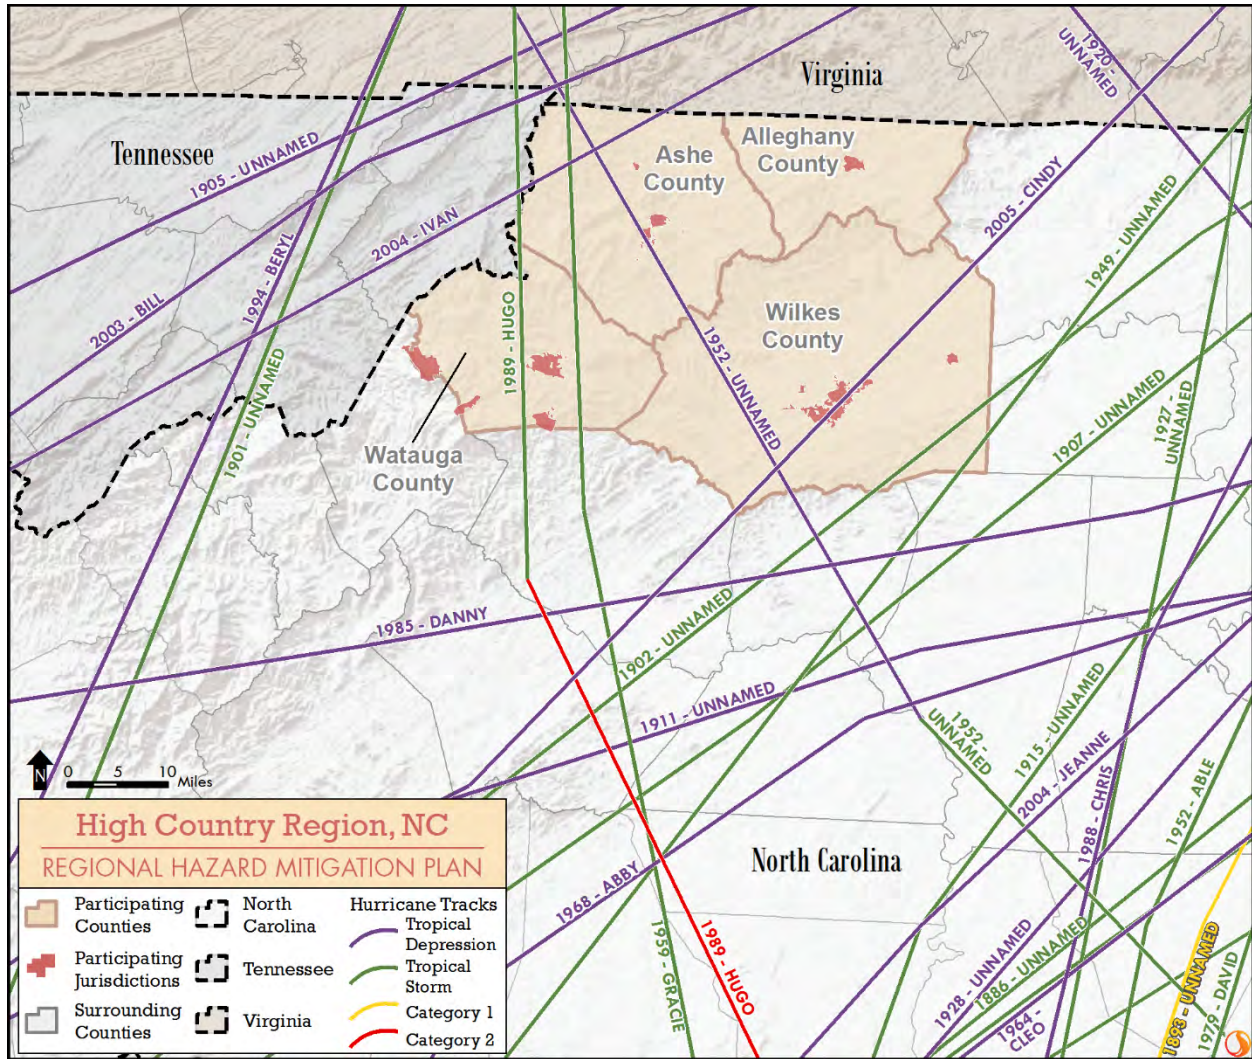 Virginia
1920 -
UNNAMED
Tennessee
Alleghany
County
Ashe
County
1905 - UNNAMED
2005 - CINDY
2004 - IVAN
1949 - UNNAMED
1994 - BERYL
2003 - BILL
1989 - HUGO
Wilkes
County
1952 - UNNAMED
1901 - UNNAMED
1907 - UNNAMED
1927 -
UNNAMED
Watauga
County
1985 - DANNY
1902 - UNNAMED
1911 - UNNAMED
1952 -
UNNAMED
1915 - UNNAMED
2004 - JEANNE
1988 - CHRIS
1952 - ABLE
N
0 5 10
Miles
North Carolina
1968 - ABBY
1959 - GRACIE
1989 - HUGO
1928 - UNNAMED
1886 - UNNAMED
1964 -
CLEO
1893 - UNNAMED
1979 - DAVID
High Country Region, NC
REGIONAL HAZARD MITIGATION PLAN
Participating
Counties
Participating
Jurisdictions
Surrounding
Counties
North
Carolina
Tennessee
Virginia
Hurricane Tracks
Tropical
Depression
Tropical
Storm
Category 1
Category 2